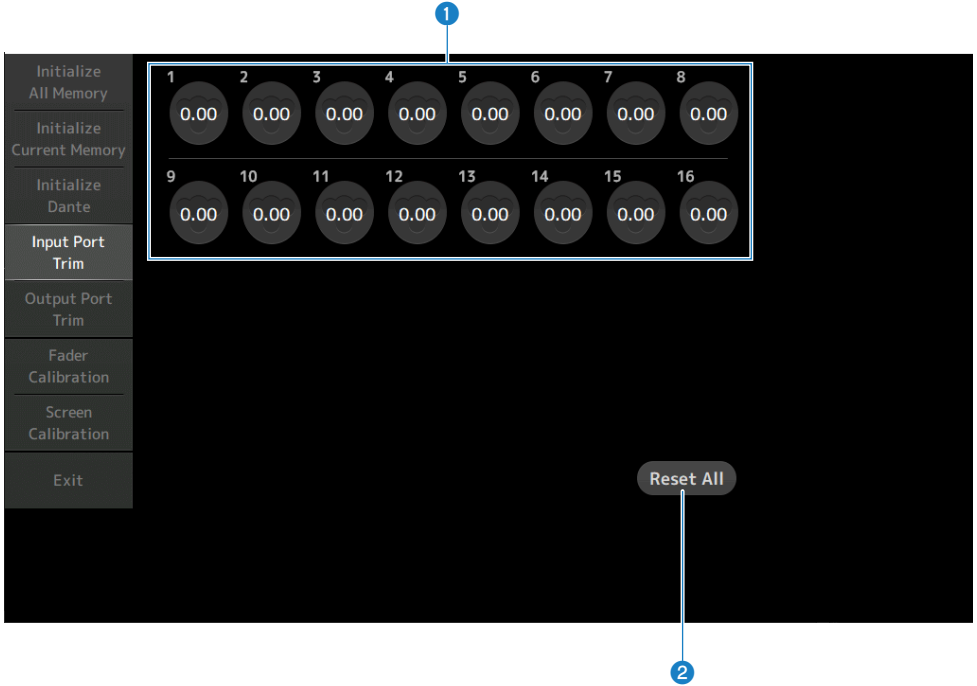 1
Initialize
All Memory
Initialize
Current Memory
Initialize
Dante
Input Port
Trim
Output Port
Trim
Fader
Calibration
Screen
Calibration
Exit
1 2 3 4 5 6 7 8
0.00 0.00 0.00 0.00 0.00 0.00 0.00 0.00
9 10 11 12 13 14 15 16
0.00 0.00 0.00 0.00 0.00 0.00 0.00 0.00
Reset All
2